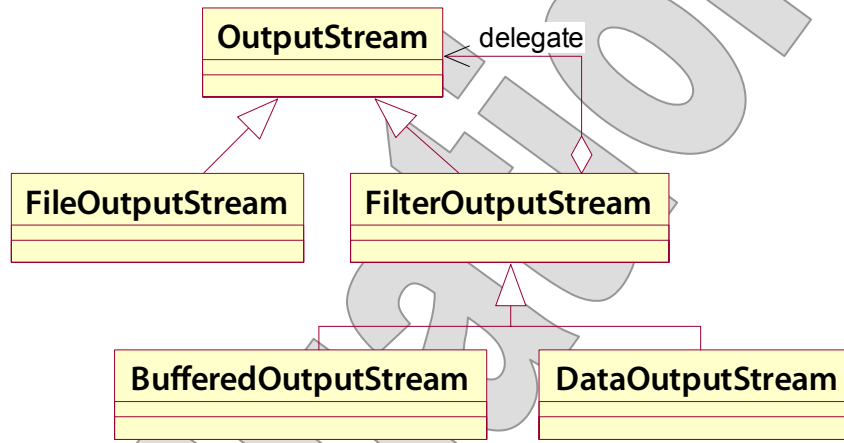 OutputStream
delegate
FileOutputStream
FilterOutputStream
BufferedOutputStream
DataOutputStream